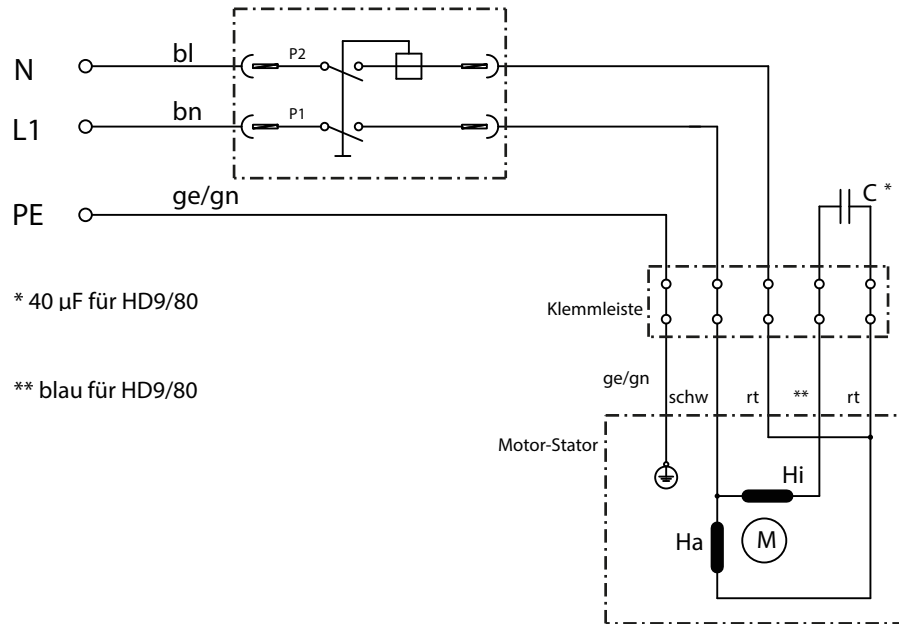 N
bl
P2
L1
bn
P1
PE
ge/gn
C *
* 40 µF für HD9/80
Klemmleiste
** blau für HD9/80
ge/gn
schw
rt
**
rt
Motor-Stator
Hi
Ha
M